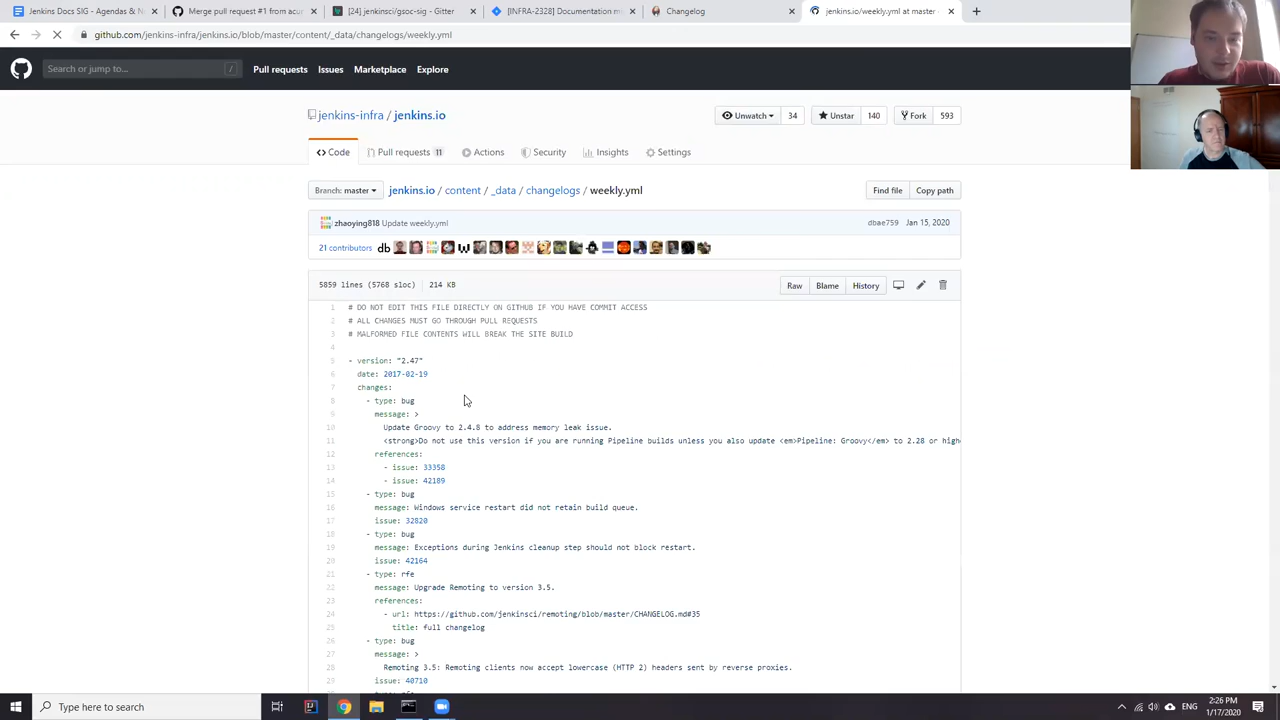 Jenkins Docs SIG - Agendas & No
Merge pull request #1 from acur
[24] jenkinsci/gsoc-sig - Gitter
[INFRA-2328] Documentation m
Changelog
jenkins.io/weekly.yml at master
github.com/jenkins-infra/jenkins.io/blob/master/content/_data/changelogs/weekly.yml
Search or jump to... /
Pull requests Issues Marketplace Explore
jenkins-infra / jenkins.io
Unwatch 34 Unstar 140 Fork 593
Code Pull requests 11 Actions Security Insights Settings
Branch: master jenkins.io / content / _data / changelogs / weekly.yml Find file Copy path
zhaoying818 Update weekly.yml dbae759 Jan 15, 2020
21 contributors db W
5859 lines (5768 sloc) 214 KB Raw Blame History
1 # DO NOT EDIT THIS FILE DIRECTLY ON GITHUB IF YOU HAVE COMMIT ACCESS
2 # ALL CHANGES MUST GO THROUGH PULL REQUESTS
3 # MALFORMED FILE CONTENTS WILL BREAK THE SITE BUILD
4
5 - version: "2.47"
6 date: 2017-02-19
7 changes:
8 - type: bug
9 message: >
10 Update Groovy to 2.4.8 to address memory leak issue.
11 <strong>Do not use this version if you are running Pipeline builds unless you also update <em>Pipeline: Groovy</em> to 2.28 or highe
12 references:
13 - issue: 33358
14 - issue: 42189
15 - type: bug
16 message: Windows service restart did not retain build queue.
17 issue: 32820
18 - type: bug
19 message: Exceptions during Jenkins cleanup step should not block restart.
20 issue: 42164
21 - type: rfe
22 message: Upgrade Remoting to version 3.5.
23 references:
24 - url: https://github.com/jenkinsci/remoting/blob/master/CHANGELOG.md#35
25 title: full changelog
26 - type: bug
27 message: >
28 Remoting 3.5: Remoting clients now accept lowercase (HTTP 2) headers sent by reverse proxies.
29 issue: 40710
Type here to search
ENG
2:26 PM
1/17/2020